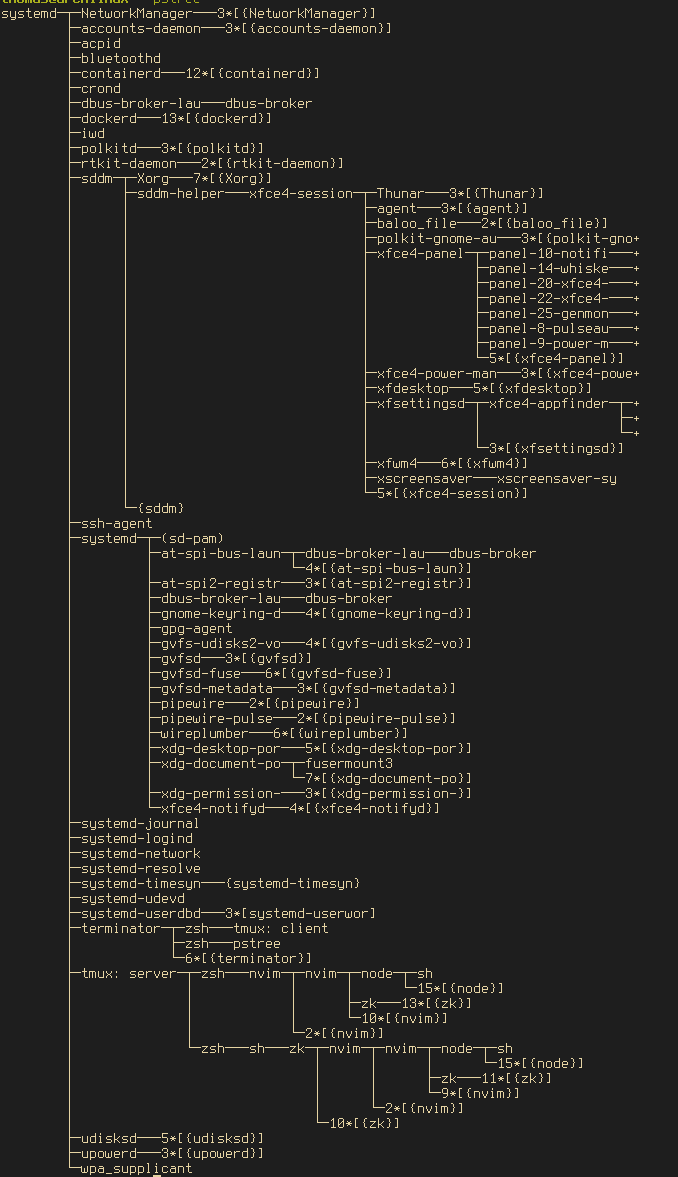 systemd─┬─NetworkManager───3*[{NetworkManager}]
        ├─accounts-daemon───3*[{accounts-daemon}]
        ├─acpid
        ├─bluetoothd
        ├─containerd───12*[{containerd}]
        ├─crond
        ├─dbus-broker-lau───dbus-broker
        ├─dockerd───13*[{dockerd}]
        ├─iwd
        ├─polkitd───3*[{polkitd}]
        ├─rtkit-daemon───2*[{rtkit-daemon}]
        ├─sddm─┬─Xorg───7*[{Xorg}]
        │      ├─sddm-helper───xfce4-session─┬─Thunar───3*[{Thunar}]
        │      │                             ├─agent───3*[{agent}]
        │      │                             ├─baloo_file───2*[{baloo_file}]
        │      │                             ├─polkit-gnome-au───3*[{polkit-gno+
        │      │                             ├─xfce4-panel─┬─panel-10-notifi───+
        │      │                             │             ├─panel-14-whiske───+
        │      │                             │             ├─panel-20-xfce4-───+
        │      │                             │             ├─panel-22-xfce4-───+
        │      │                             │             ├─panel-25-genmon───+
        │      │                             │             ├─panel-8-pulseau───+
        │      │                             │             ├─panel-9-power-m───+
        │      │                             │             └─5*[{xfce4-panel}]
        │      │                             ├─xfce4-power-man───3*[{xfce4-powe+
        │      │                             ├─xfdesktop───5*[{xfdesktop}]
        │      │                             ├─xfsettingsd─┬─xfce4-appfinder─┬─+
        │      │                             │             │                 ├─+
        │      │                             │             │                 └─+
        │      │                             │             └─3*[{xfsettingsd}]
        │      │                             ├─xfwm4───6*[{xfwm4}]
        │      │                             ├─xscreensaver───xscreensaver-sy
        │      │                             └─5*[{xfce4-session}]
        │      └─{sddm}
        ├─ssh-agent
        ├─systemd─┬─(sd-pam)
        │         ├─at-spi-bus-laun─┬─dbus-broker-lau───dbus-broker
        │         │                 └─4*[{at-spi-bus-laun}]
        │         ├─at-spi2-registr───3*[{at-spi2-registr}]
        │         ├─dbus-broker-lau───dbus-broker
        │         ├─gnome-keyring-d───4*[{gnome-keyring-d}]
        │         ├─gpg-agent
        │         ├─gvfs-udisks2-vo───4*[{gvfs-udisks2-vo}]
        │         ├─gvfsd───3*[{gvfsd}]
        │         ├─gvfsd-fuse───6*[{gvfsd-fuse}]
        │         ├─gvfsd-metadata───3*[{gvfsd-metadata}]
        │         ├─pipewire───2*[{pipewire}]
        │         ├─pipewire-pulse───2*[{pipewire-pulse}]
        │         ├─wireplumber───6*[{wireplumber}]
        │         ├─xdg-desktop-por───5*[{xdg-desktop-por}]
        │         ├─xdg-document-po─┬─fusermount3
        │         │                 └─7*[{xdg-document-po}]
        │         ├─xdg-permission-───3*[{xdg-permission-}]
        │         └─xfce4-notifyd───4*[{xfce4-notifyd}]
        ├─systemd-journal
        ├─systemd-logind
        ├─systemd-network
        ├─systemd-resolve
        ├─systemd-timesyn───{systemd-timesyn}
        ├─systemd-udevd
        ├─systemd-userdbd───3*[systemd-userwor]
        ├─terminator─┬─zsh───tmux: client
        │            ├─zsh───pstree
        │            └─6*[{terminator}]
        ├─tmux: server─┬─zsh───nvim─┬─nvim─┬─node─┬─sh
        │              │            │      │      └─15*[{node}]
        │              │            │      ├─zk───13*[{zk}]
        │              │            │      └─10*[{nvim}]
        │              │            └─2*[{nvim}]
        │              └─zsh───sh───zk─┬─nvim─┬─nvim─┬─node─┬─sh
        │                              │      │      │      └─15*[{node}]
        │                              │      │      ├─zk───11*[{zk}]
        │                              │      │      └─9*[{nvim}]
        │                              │      └─2*[{nvim}]
        │                              └─10*[{zk}]
        ├─udisksd───5*[{udisksd}]
        ├─upowerd───3*[{upowerd}]
        └─wpa_supplicant